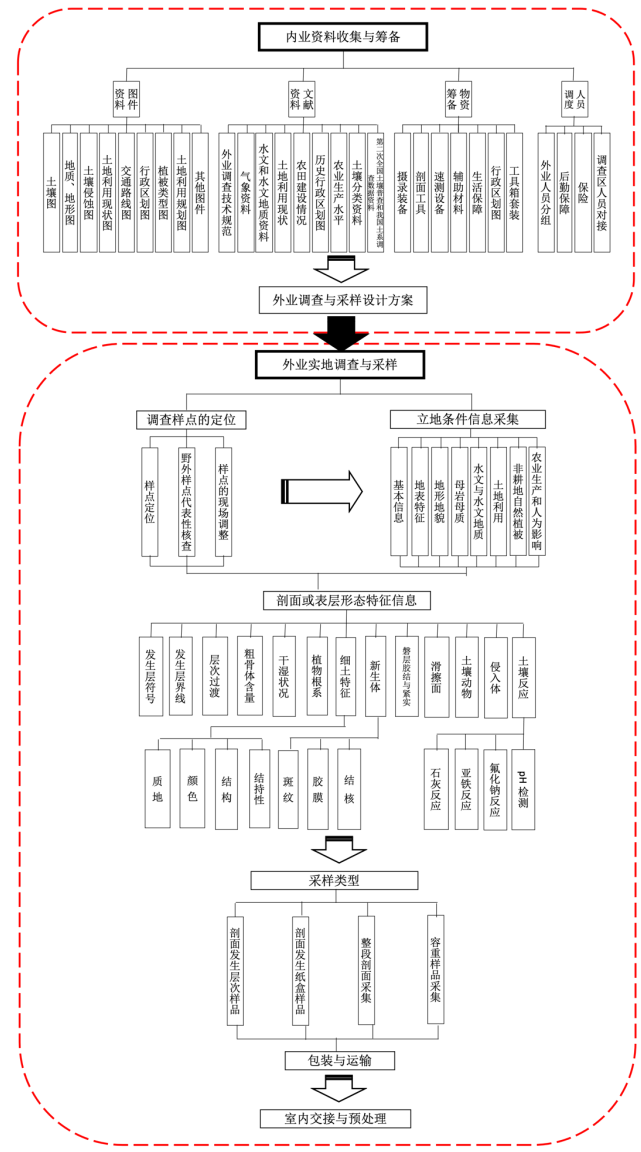 内业资料收集与筹备
图件资料
文献资料
物资筹备
人员调度
土壤图
地质、地形图
土壤侵蚀图
土地利用现状图
交通路线图
行政区划图
植被类型图
土地利用规划图
其他图件
外业调查技术规范
气象资料
水文和水文地质资料
土地利用现状
农田建设情况
历史行政区划图
农业生产水平
土壤分类资料
第二次全国土壤普查和我国土系调查数据资料
摄录装备
剖面工具
速测设备
辅助材料
生活保障
行政区划图
工具箱套装
外业人员分组
后勤保障
保险
调查区人员对接
外业调查与采样设计方案
外业实地调查与采样
调查样点的定位
立地条件信息采集
样点定位
野外样点代表性核查
样点的现场调整
基本信息
地表特征
地形地貌
母岩母质
水文与水文地质
土地利用
非耕地自然植被
农业生产和人为影响
剖面或表层形态特征信息
发生层符号
发生层界线
层次过渡
粗骨体含量
干湿状况
植物根系
细土特征
新生体
磐层胶结与紧实
滑擦面
土壤动物
侵入体
土壤反应
质地
颜色
结构
结持性
斑纹
胶膜
结核
石灰反应
亚铁反应
氟化钠反应
pH检测
采样类型
剖面发生层次样品
剖面发生纸盒样品
整段剖面采集
容重样品采集
包装与运输
室内交接与预处理